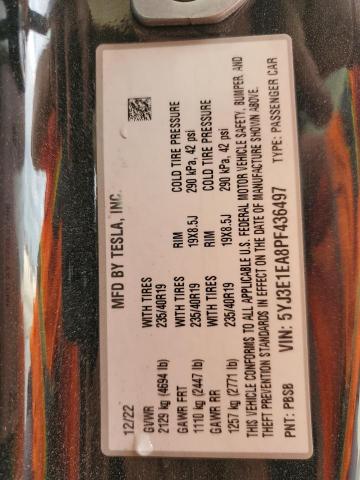 MFD BY TESLA, INC.
12/22
GVWR WITH TIRES RIM COLD TIRE PRESSURE
2129 kg (4694 lb) 235/40R19 19X8.5J 290 kPa, 42 psi
GAWR FRT WITH TIRES RIM COLD TIRE PRESSURE
1110 kg (2447 lb) 235/40R19 19X8.5J 290 kPa, 42 psi
GAWR RR
1257 kg (2771 lb)
THIS VEHICLE CONFORMS TO ALL APPLICABLE U.S. FEDERAL MOTOR VEHICLE SAFETY, BUMPER, AND
THEFT PREVENTION STANDARDS IN EFFECT ON THE DATE OF MANUFACTURE SHOWN ABOVE.
PNT: PBSB VIN: 5YJ3E1EA8PF436497 TYPE: PASSENGER CAR